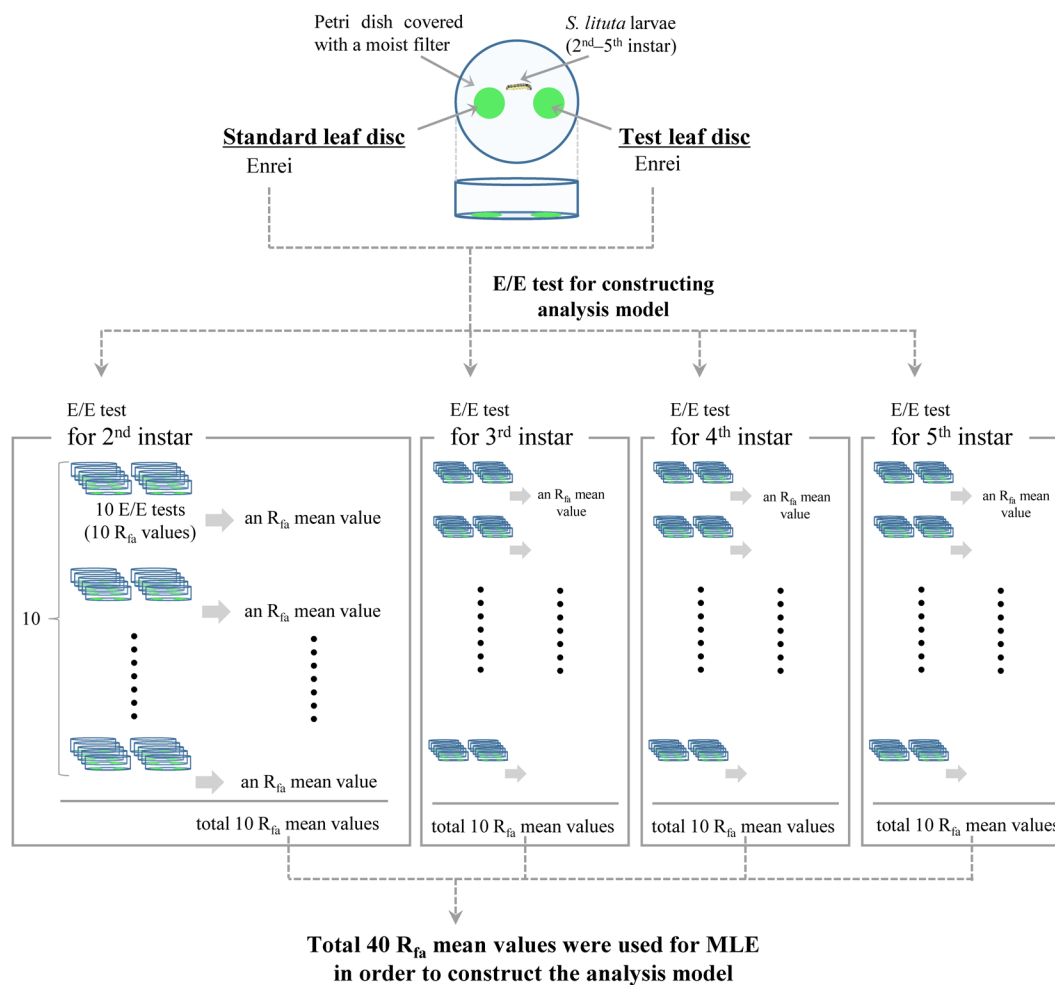 Petri dish covered
with a moist filter
S. lituta larvae
(2nd–5th instar)
Standard leaf disc
Enrei
Test leaf disc
Enrei
E/E test for constructing
analysis model
E/E test
for 2nd instar
10 E/E tests
(10 Rfa values)
an Rfa mean value
10
an Rfa mean value
an Rfa mean value
total 10 Rfa mean values
E/E test
for 3rd instar
an Rfa mean
value
total 10 Rfa mean values
E/E test
for 4th instar
an Rfa mean
value
total 10 Rfa mean values
E/E test
for 5th instar
an Rfa mean
value
total 10 Rfa mean values
Total 40 Rfa mean values were used for MLE
in order to construct the analysis model